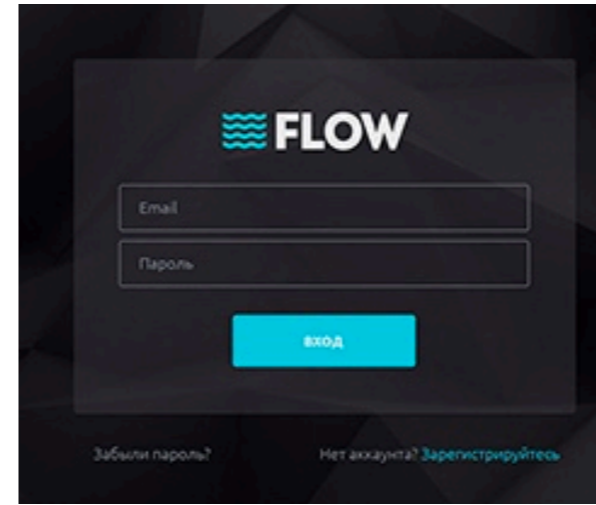 FLOW
Email
Пароль
ВХОД
Забыли пароль? Нет аккаунта? Зарегистрируйтесь